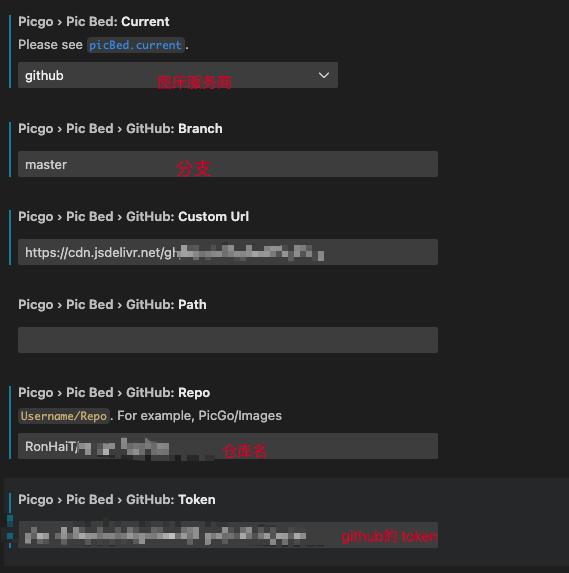 Picgo › Pic Bed: Current
Please see picBed.current.
github
图床服务商
Picgo › Pic Bed › GitHub: Branch
master
分支
Picgo › Pic Bed › GitHub: Custom Url
https://cdn.jsdelivr.net/gh
Picgo › Pic Bed › GitHub: Path
Picgo › Pic Bed › GitHub: Repo
Username/Repo. For example, PicGo/Images
RonHaiT/
仓库名
Picgo › Pic Bed › GitHub: Token
github的 token